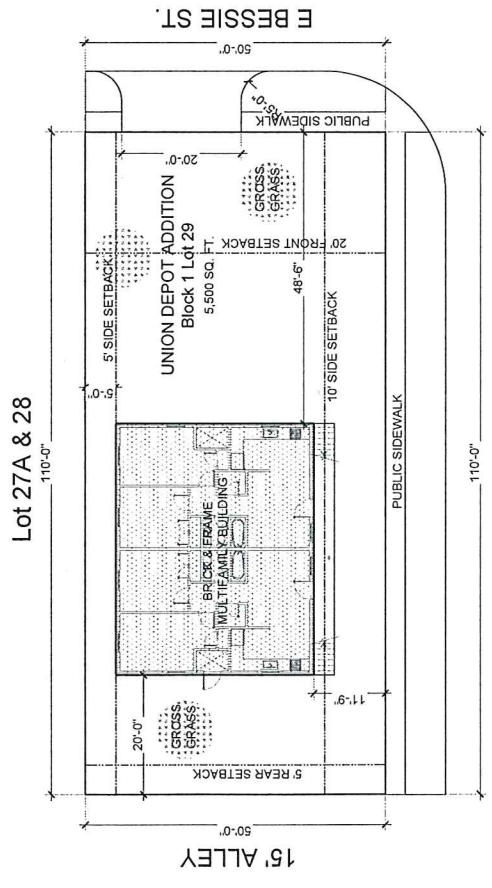 E BESSIE ST.
50'-0"
R5'-0"
PUBLIC SIDEWALK
20'-0"
GROSS.
GRASS
20' FRONT SETBACK
UNION DEPOT ADDITION
Block 1 Lot 29
5,500 SQ. FT.
48'-6"
5' SIDE SETBACK
5'-0"
10' SIDE SETBACK
Lot 27A & 28
110'-0"
PUBLIC SIDEWALK
110'-0"
BRICK & FRAME
MULTIFAMILY BUILDING
11'-9"
20'-0"
GROSS.
GRASS
5' REAR SETBACK
50'-0"
15' ALLEY